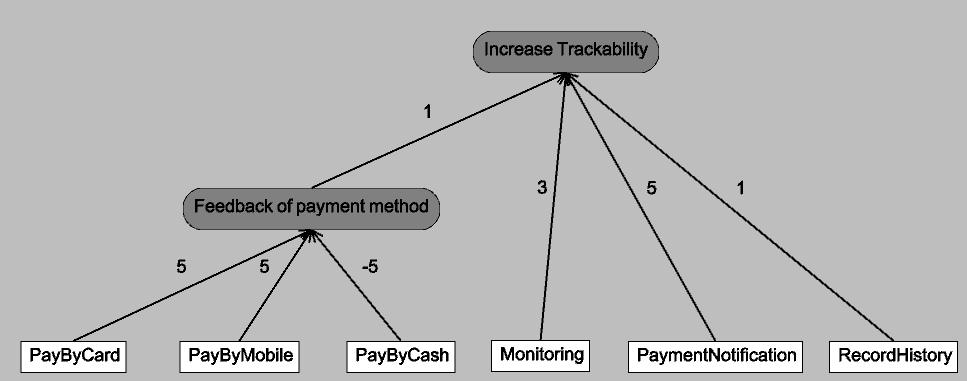 Increase Trackability
1
3
5
1
Feedback of payment method
5
5
-5
PayByCard
PayByMobile
PayByCash
Monitoring
PaymentNotification
RecordHistory